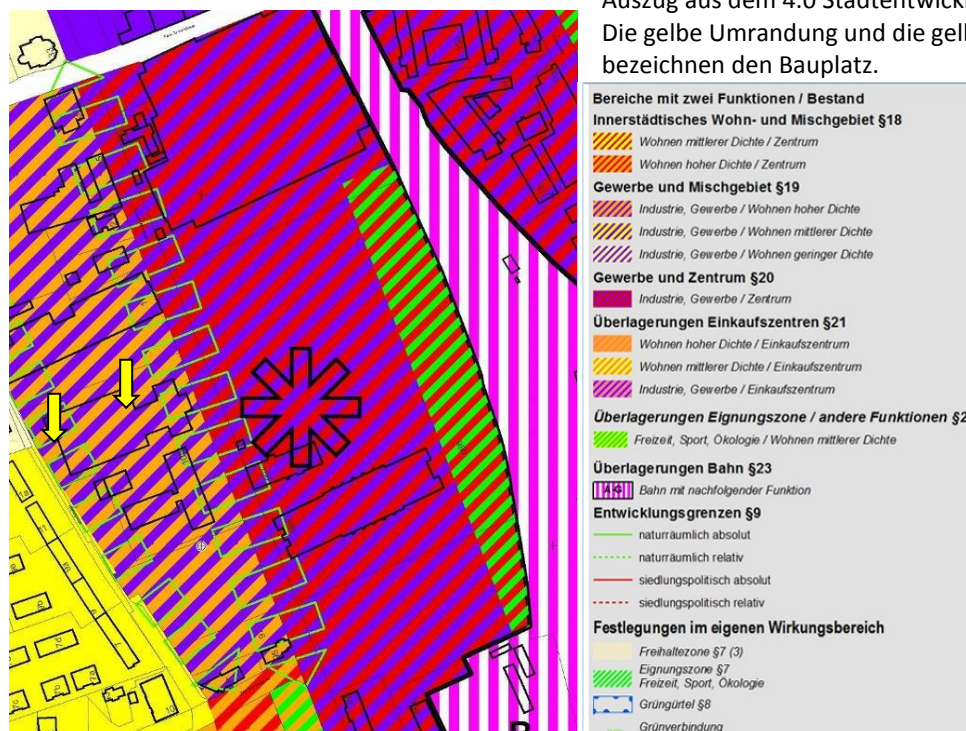 Auszug aus dem 4.0 Stadtentwickl
Die gelbe Umrandung und die gell
bezeichnen den Bauplatz.
Bereiche mit zwei Funktionen / Bestand
Innerstädtisches Wohn- und Mischgebiet §18
Wohnen mittlerer Dichte / Zentrum
Wohnen hoher Dichte / Zentrum
Gewerbe und Mischgebiet §19
Industrie, Gewerbe / Wohnen hoher Dichte
Industrie, Gewerbe / Wohnen mittlerer Dichte
Industrie, Gewerbe / Wohnen geringer Dichte
Gewerbe und Zentrum §20
Industrie, Gewerbe / Zentrum
Überlagerungen Einkaufszentren §21
Wohnen hoher Dichte / Einkaufszentrum
Wohnen mittlerer Dichte / Einkaufszentrum
Industrie, Gewerbe / Einkaufszentrum
Überlagerungen Eignungszone / andere Funktionen §2
Freizeit, Sport, Ökologie / Wohnen mittlerer Dichte
Überlagerungen Bahn §23
Bahn mit nachfolgender Funktion
Entwicklungsgrenzen §9
naturräumlich absolut
naturräumlich relativ
siedlungspolitisch absolut
siedlungspolitisch relativ
Festlegungen im eigenen Wirkungsbereich
Freihaltezone §7 (3)
Eignungszone §7
Freizeit, Sport, Ökologie
Grüngürtel §8
Grünverbindung